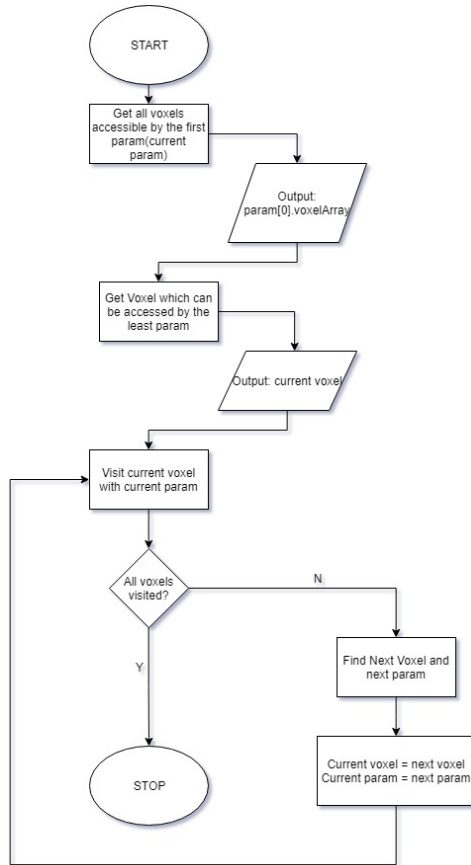 START
Get all voxels
accessible by the first
param(current
param)
Output:
param[0].voxelArray
Get Voxel which can
be accessed by the
least param
Output: current voxel
Visit current voxel
with current param
All voxels
visited?
N
Y
Find Next Voxel and
next param
Current voxel = next voxel
Current param = next param
STOP